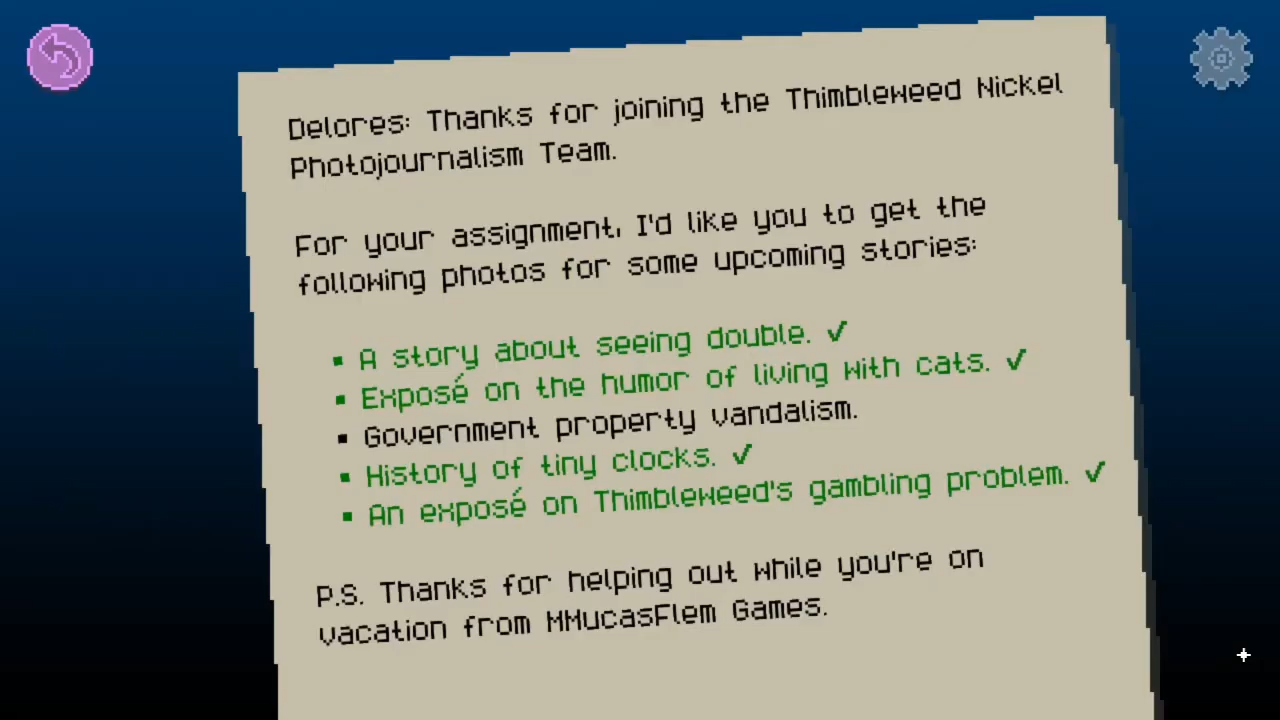 Delores: Thanks for joining the Thimbleweed Nickel
Photojournalism Team.
For your assignment, I'd like you to get the
following photos for some upcoming stories:
▪ A story about seeing double. ✓
▪ Exposé on the humor of living with cats. ✓
▪ Government property vandalism.
▪ History of tiny clocks. ✓
▪ An exposé on Thimbleweed's gambling problem. ✓
P.S. Thanks for helping out while you're on
vacation from MMucasFlem Games.